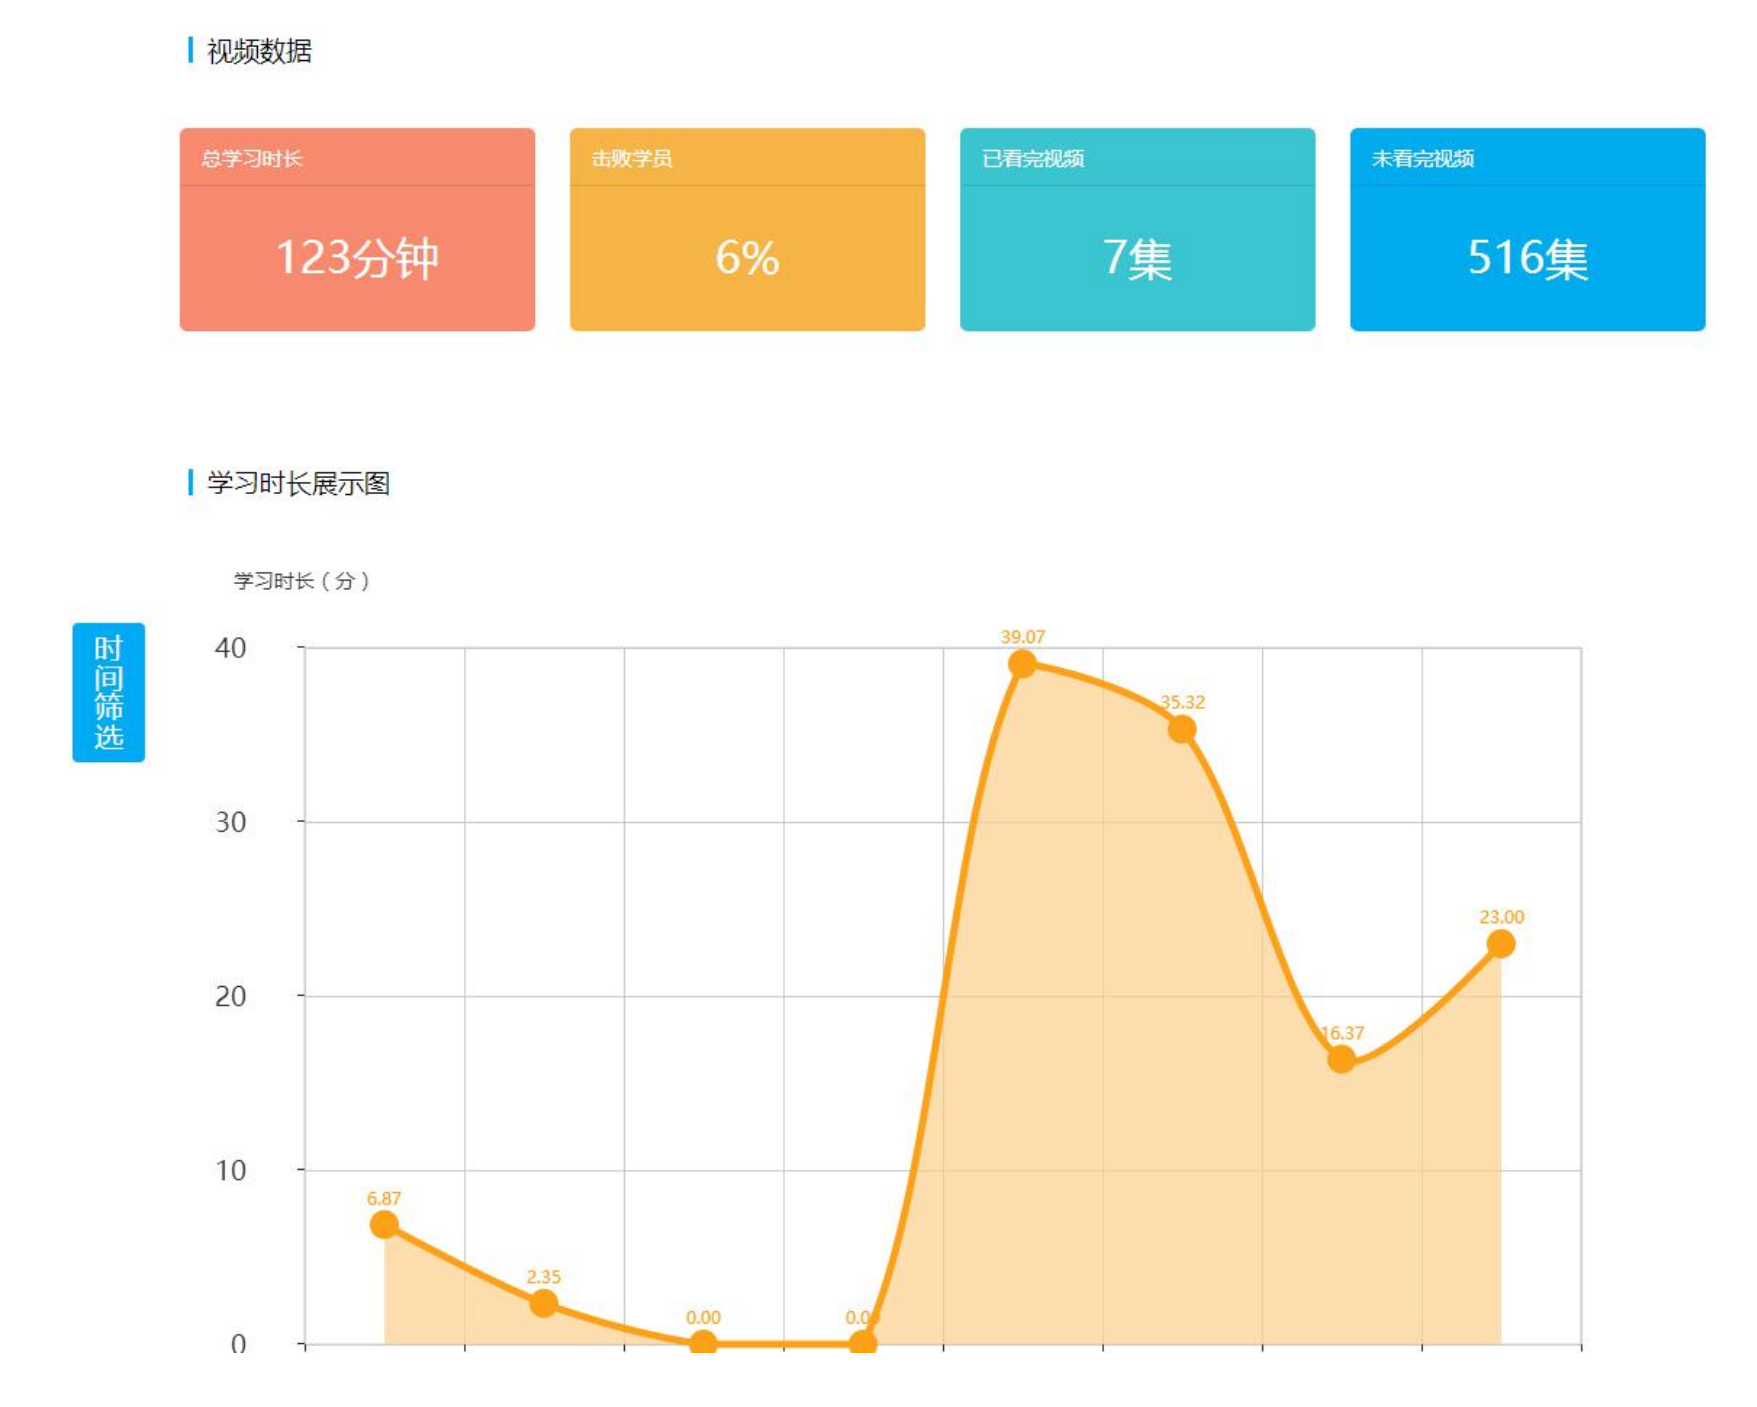 视频数据
总学习时长
击败学员
已看完视频
未看完视频
123分钟
6%
7集
516集
学习时长展示图
学习时长（分）
时间筛选
40
30
20
10
0
6.87
2.35
0.00
0.00
39.07
35.32
16.37
23.00